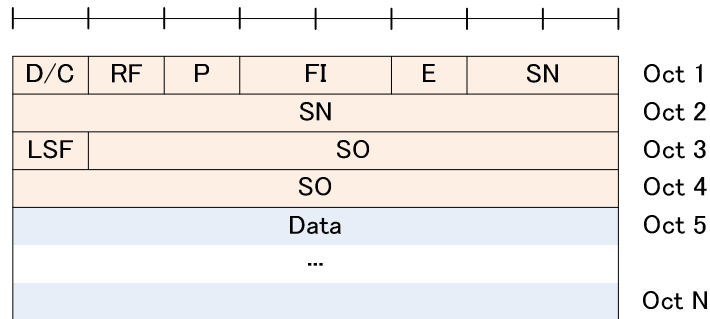 D/C RF P FI E SN Oct 1
SN Oct 2
LSF SO Oct 3
SO Oct 4
Data Oct 5
...
Oct N